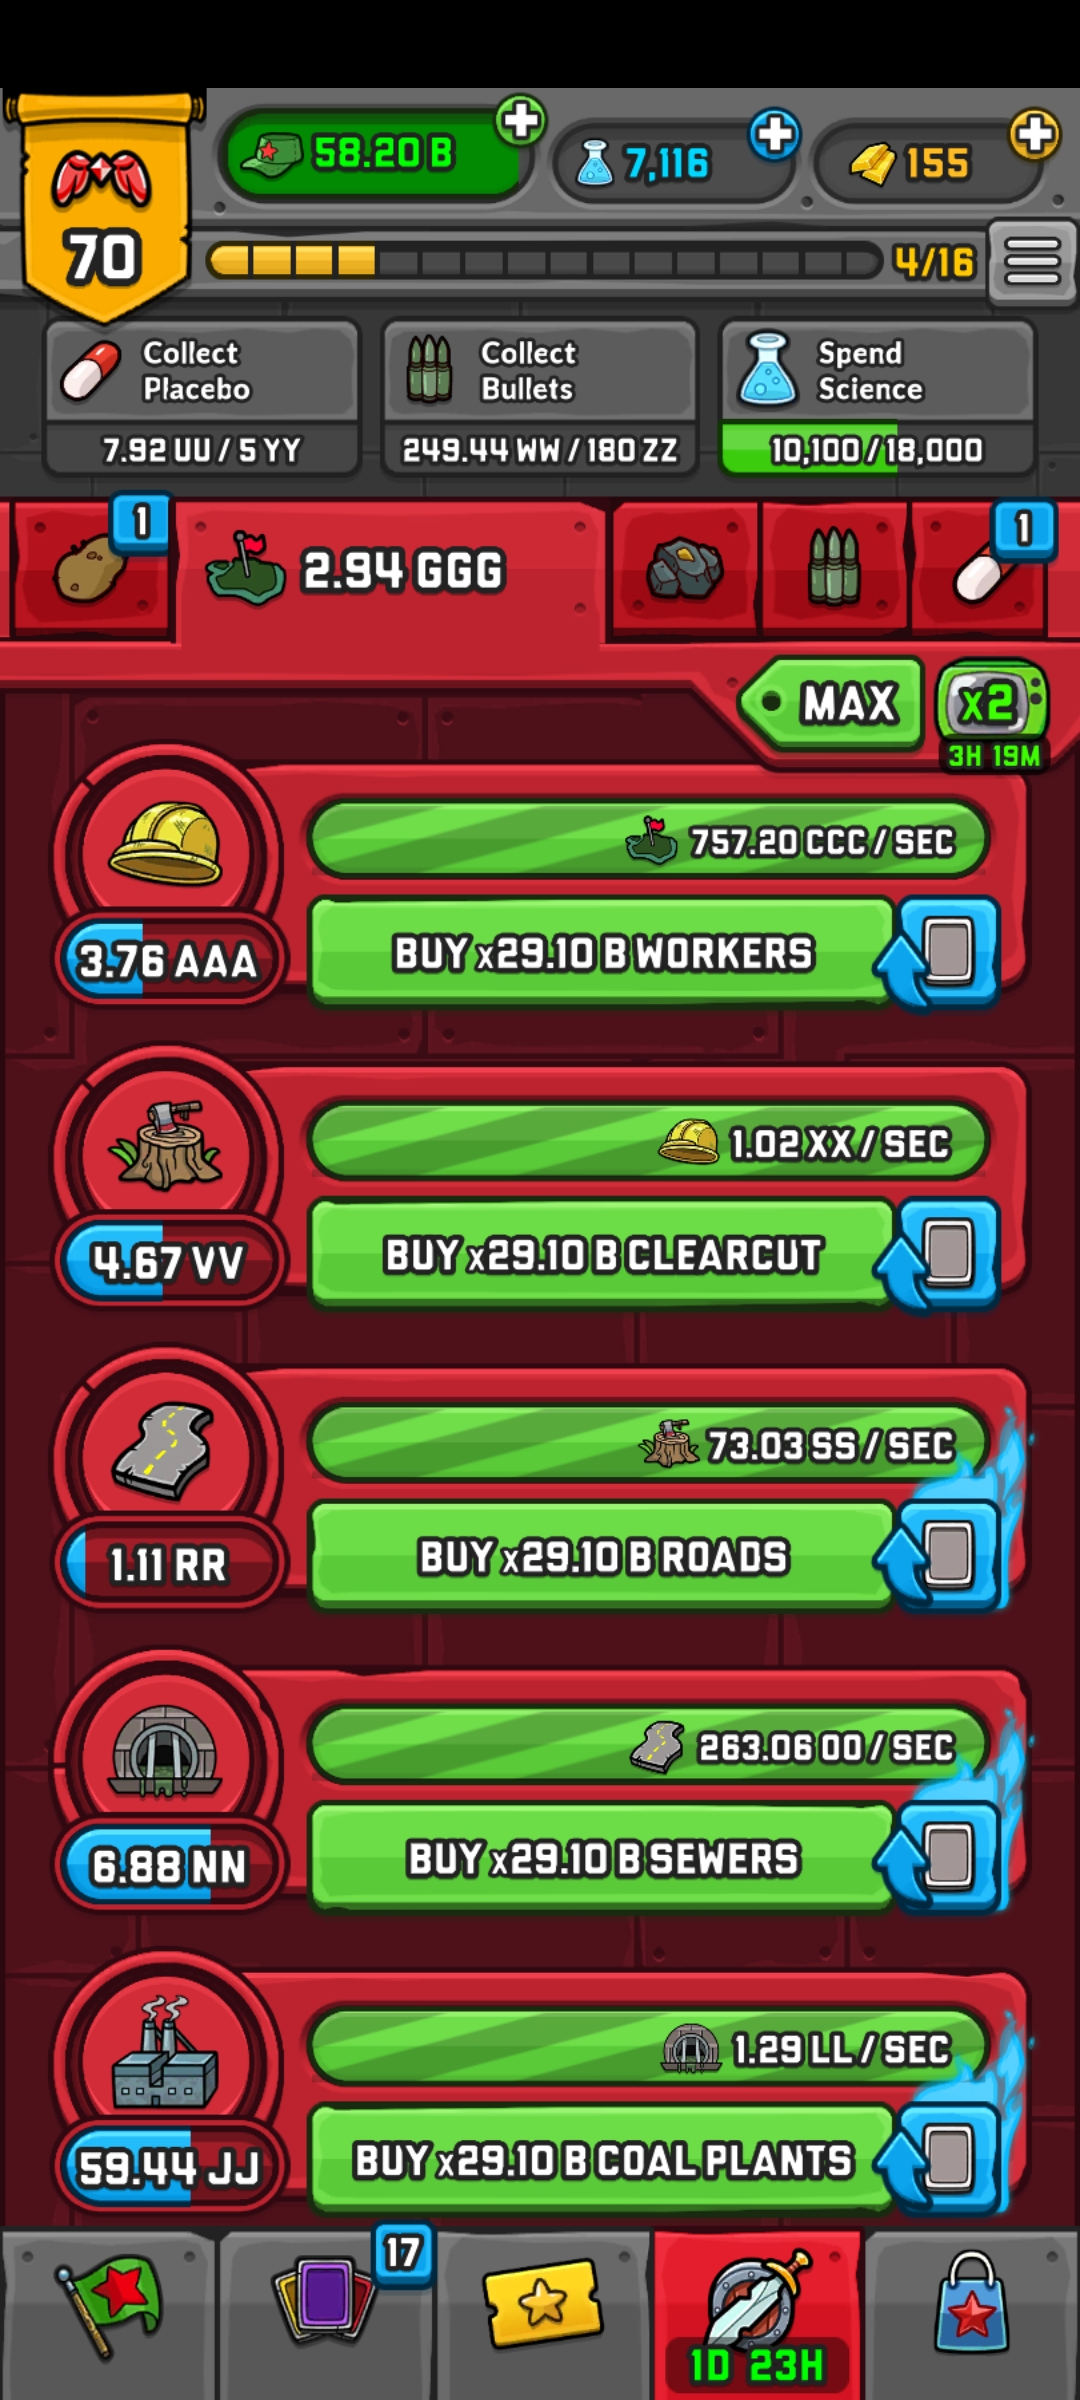 58.20 B
7,116
155
70
4/16
Collect
Placebo
7.92 UU / 5 YY
Collect
Bullets
249.44 WW / 180 ZZ
Spend
Science
10,100 / 18,000
1
2.94 GGG
1
MAX
x2
3H 19M
757.20 CCC / SEC
3.76 AAA
BUY x29.10 B WORKERS
1.02 XX / SEC
4.67 VV
BUY x29.10 B CLEARCUT
73.03 SS / SEC
1.11 RR
BUY x29.10 B ROADS
263.06 OO / SEC
6.88 NN
BUY x29.10 B SEWERS
1.29 LL / SEC
59.44 JJ
BUY x29.10 B COAL PLANTS
17
1D 23H